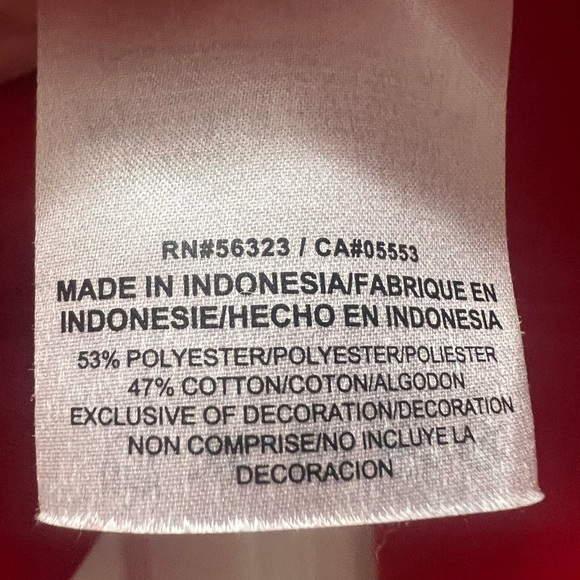 RN#56323 / CA#05553
MADE IN INDONESIA/FABRIQUE EN
INDONESIE/HECHO EN INDONESIA
53% POLYESTER/POLYESTER/POLIESTER
47% COTTON/COTON/ALGODON
EXCLUSIVE OF DECORATION/DECORATION
NON COMPRISE/NO INCLUYE LA
DECORACION